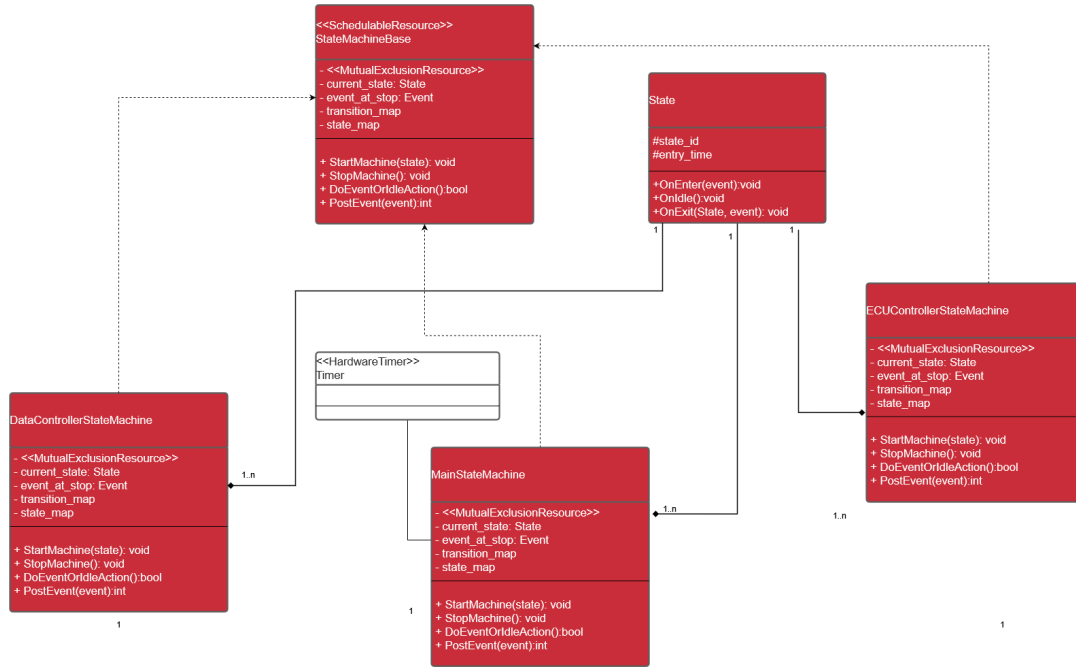 <<SchedulableResource>>
StateMachineBase
- <<MutualExclusionResource>>
- current_state: State
- event_at_stop: Event
- transition_map
- state_map
+ StartMachine(state): void
+ StopMachine(): void
+ DoEventOrIdleAction():bool
+ PostEvent(event):int
State
#state_id
#entry_time
+OnEnter(event):void
+OnIdle():void
+OnExit(State, event): void
1
1
1
ECUControllerStateMachine
- <<MutualExclusionResource>>
- current_state: State
- event_at_stop: Event
- transition_map
- state_map
+ StartMachine(state): void
+ StopMachine(): void
+ DoEventOrIdleAction():bool
+ PostEvent(event):int
1..n
1
<<HardwareTimer>>
Timer
DataControllerStateMachine
- <<MutualExclusionResource>>
- current_state: State
- event_at_stop: Event
- transition_map
- state_map
+ StartMachine(state): void
+ StopMachine(): void
+ DoEventOrIdleAction():bool
+ PostEvent(event):int
1..n
1
MainStateMachine
- <<MutualExclusionResource>>
- current_state: State
- event_at_stop: Event
- transition_map
- state_map
+ StartMachine(state): void
+ StopMachine(): void
+ DoEventOrIdleAction():bool
+ PostEvent(event):int
1..n
1